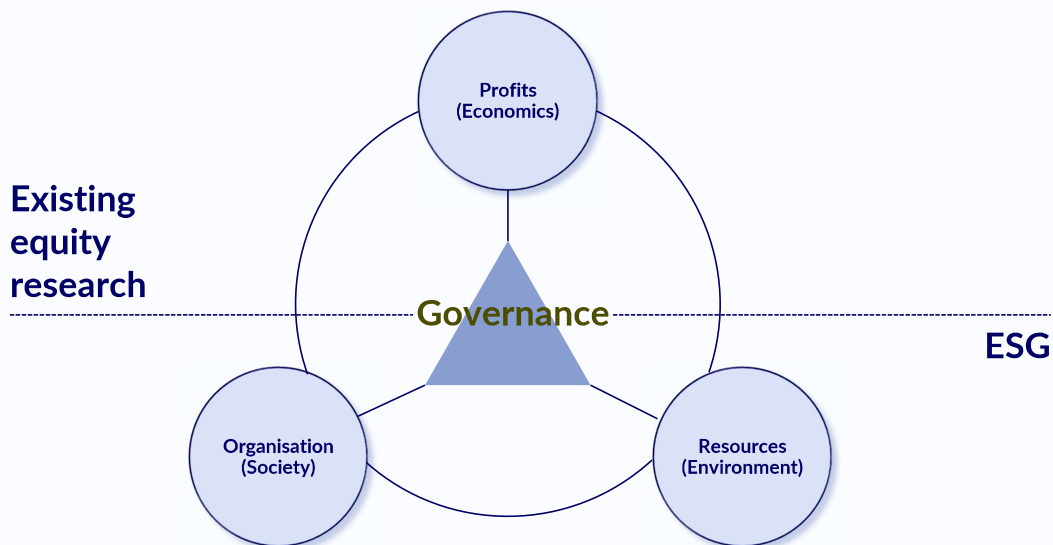 Profits
(Economics)
Existing
equity
research
Governance
ESG
Organisation
(Society)
Resources
(Environment)